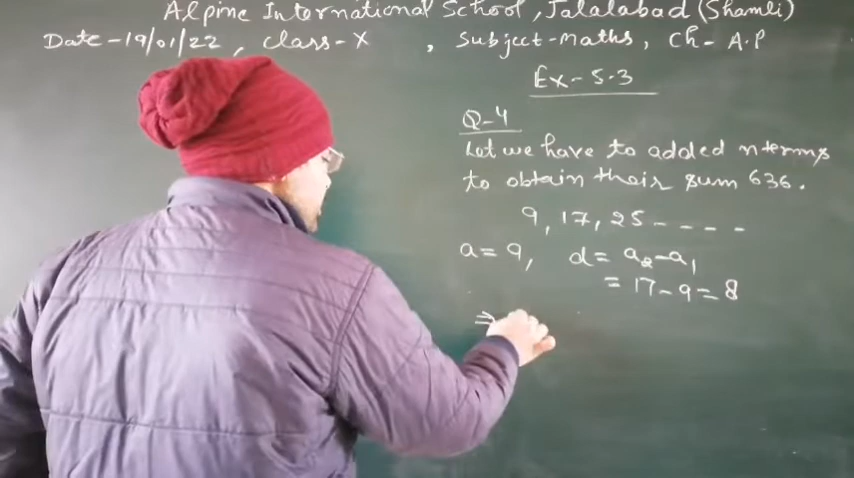 Alpine International School, Jalalabad (Shamli)
Date-19/01/22, Class-X, Subject-Maths, Ch- A.P
Ex-5.3
Q-4
Let we have to added n terms
to obtain their sum 636.
9, 17, 25 - - - -
a = 9, d = a₂-a₁
= 17-9=8
⇒